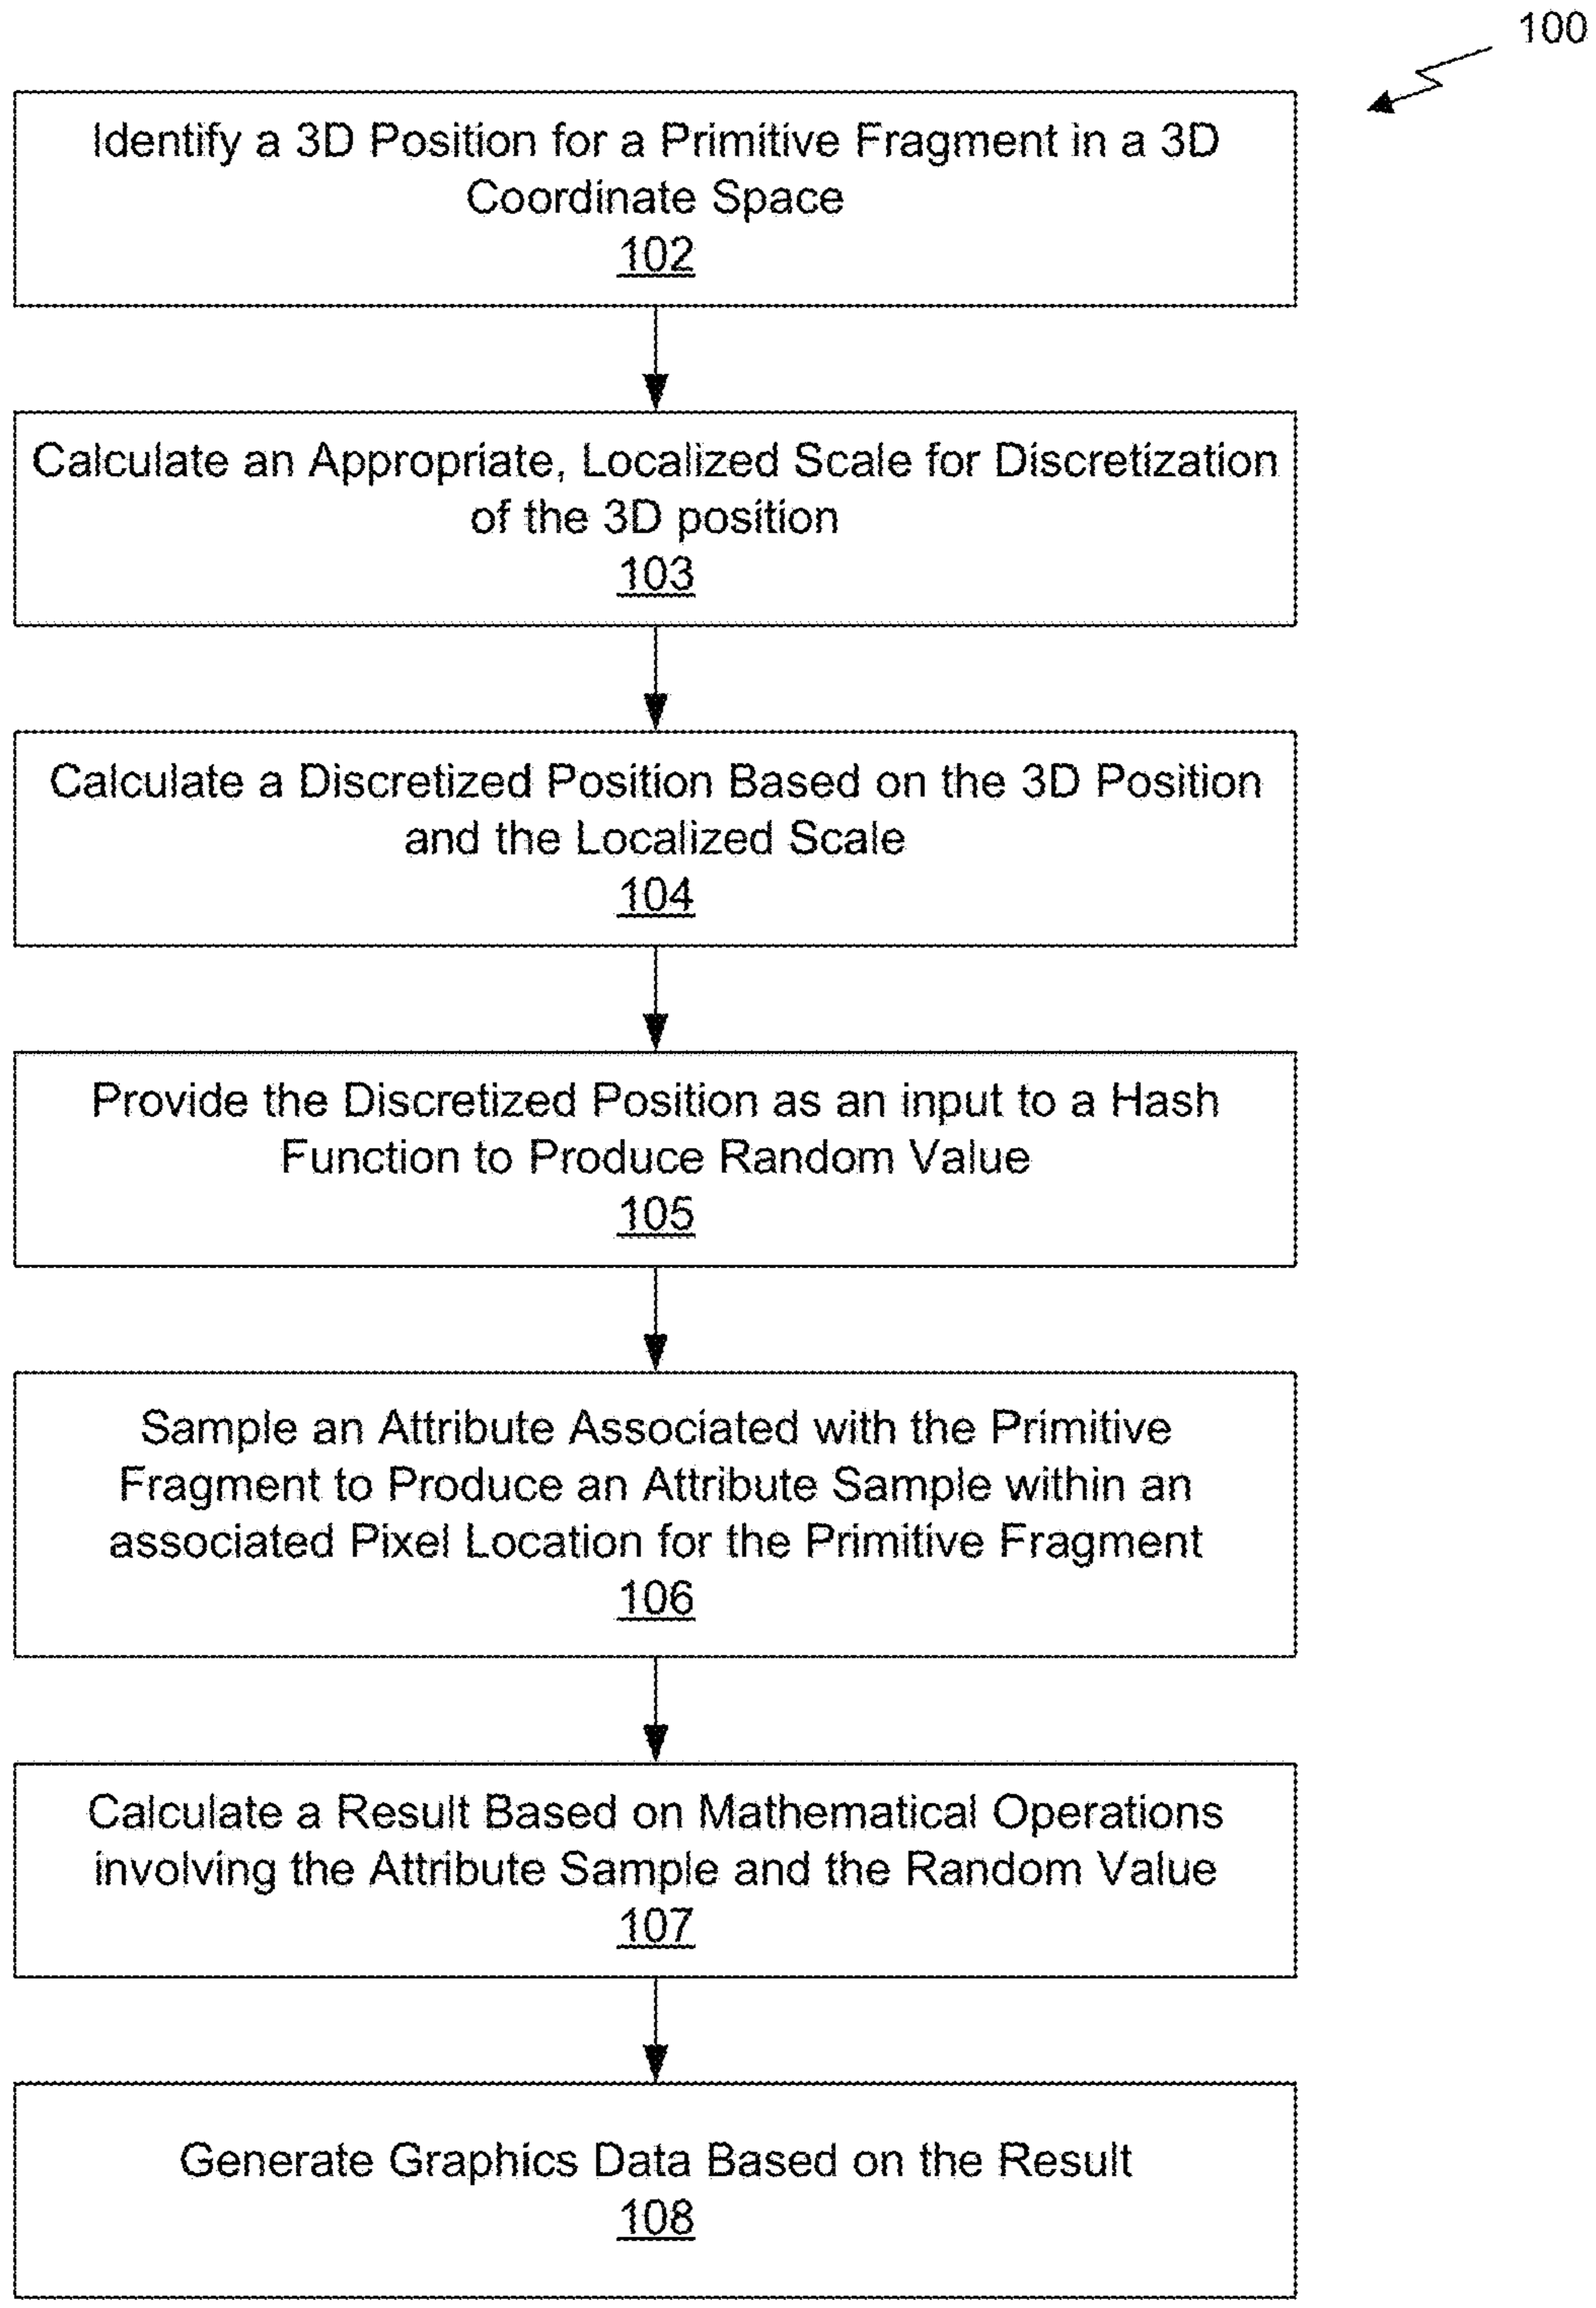 100
Identify a 3D Position for a Primitive Fragment in a 3D
Coordinate Space
102
Calculate an Appropriate, Localized Scale for Discretization
of the 3D position
103
Calculate a Discretized Position Based on the 3D Position
and the Localized Scale
104
Provide the Discretized Position as an input to a Hash
Function to Produce Random Value
105
Sample an Attribute Associated with the Primitive
Fragment to Produce an Attribute Sample within an
associated Pixel Location for the Primitive Fragment
106
Calculate a Result Based on Mathematical Operations
involving the Attribute Sample and the Random Value
107
Generate Graphics Data Based on the Result
108